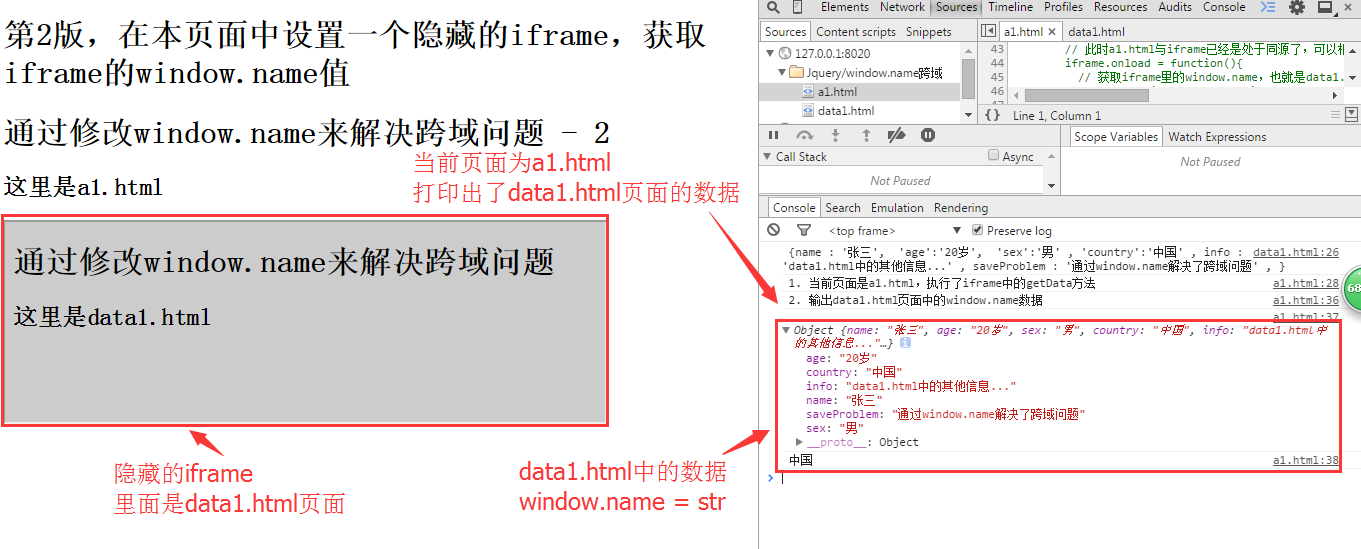 第2版，在本页面中设置一个隐藏的iframe，获取
iframe的window.name值
通过修改window.name来解决跨域问题 - 2
当前页面为a1.html
打印出了data1.html页面的数据
这里是a1.html
通过修改window.name来解决跨域问题
这里是data1.html
隐藏的iframe
里面是data1.html页面
data1.html中的数据
window.name = str
Elements Network Sources Timeline Profiles Resources Audits Console
Sources Content scripts Snippets
127.0.0.1:8020
Jquery/window.name跨域
a1.html
data1.html
a1.html × data1.html
43 // 此时a1.html与iframe已经是处于同源了，可以
44 iframe.onload = function(){
45 // 获取iframe里的window.name，也就是data1.
46
{} Line 1, Column 1
Call Stack Async
Not Paused
Scope Variables Watch Expressions
Not Paused
Console Search Emulation Rendering
<top frame> Preserve log
{name : '张三', 'age':'20岁', 'sex':'男' , 'country':'中国' , info : data1.html:26
'data1.html中的其他信息...' , saveProblem : '通过window.name解决了跨域问题' , }
1. 当前页面是a1.html，执行了iframe中的getData方法 a1.html:28
2. 输出data1.html页面中的window.name数据 a1.html:36
a1.html:37
Object {name: "张三", age: "20岁", sex: "男", country: "中国", info: "data1.html中
的其他信息..."…}
age: "20岁"
country: "中国"
info: "data1.html中的其他信息..."
name: "张三"
saveProblem: "通过window.name解决了跨域问题"
sex: "男"
__proto__: Object
中国 a1.html:38
68